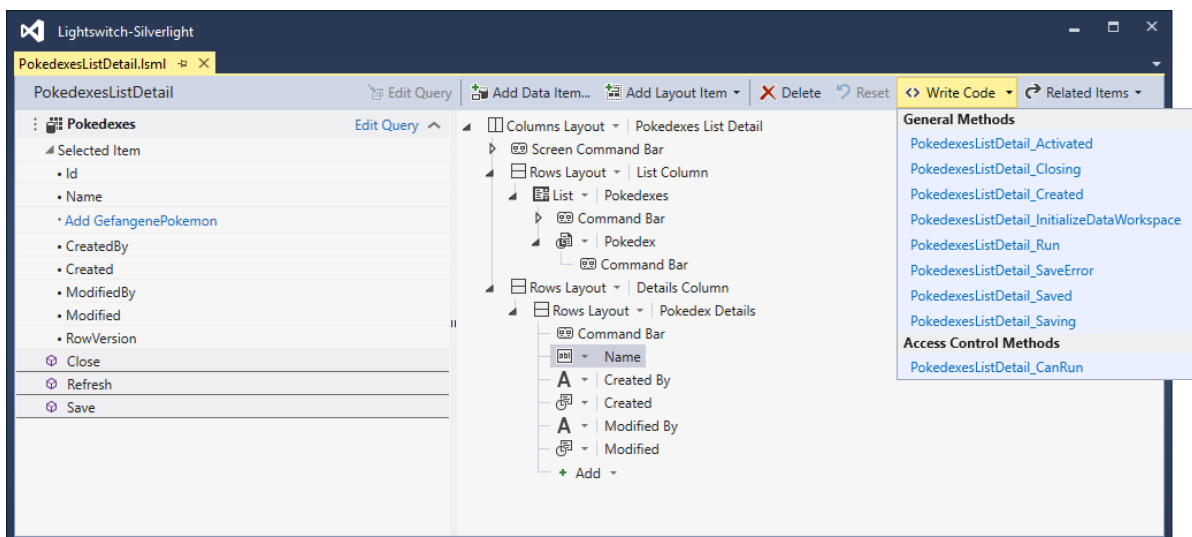 Lightswitch-Silverlight
PokedexesListDetail.lsml
PokedexesListDetail
Edit Query
Add Data Item...
Add Layout Item
Delete
Reset
Write Code
Related Items
Pokedexes
Edit Query
Selected Item
Id
Name
Add GefangenePokemon
CreatedBy
Created
ModifiedBy
Modified
RowVersion
Close
Refresh
Save
Columns Layout | Pokedexes List Detail
Screen Command Bar
Rows Layout | List Column
List | Pokedexes
Command Bar
Pokedex
Command Bar
Rows Layout | Details Column
Rows Layout | Pokedex Details
Command Bar
abl Name
A Created By
Created
A Modified By
Modified
+ Add
General Methods
PokedexesListDetail_Activated
PokedexesListDetail_Closing
PokedexesListDetail_Created
PokedexesListDetail_InitializeDataWorkspace
PokedexesListDetail_Run
PokedexesListDetail_SaveError
PokedexesListDetail_Saved
PokedexesListDetail_Saving
Access Control Methods
PokedexesListDetail_CanRun